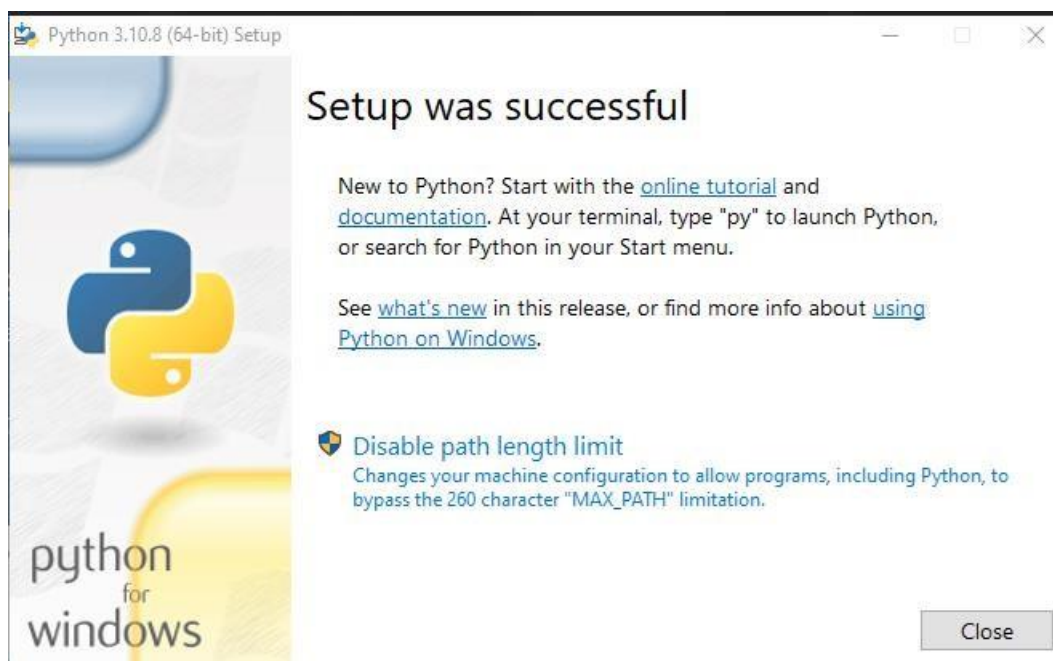 Python 3.10.8 (64-bit) Setup
Setup was successful
New to Python? Start with the online tutorial and
documentation. At your terminal, type "py" to launch Python,
or search for Python in your Start menu.
See what's new in this release, or find more info about using
Python on Windows.
Disable path length limit
Changes your machine configuration to allow programs, including Python, to
bypass the 260 character "MAX_PATH" limitation.
python
for
windows
Close